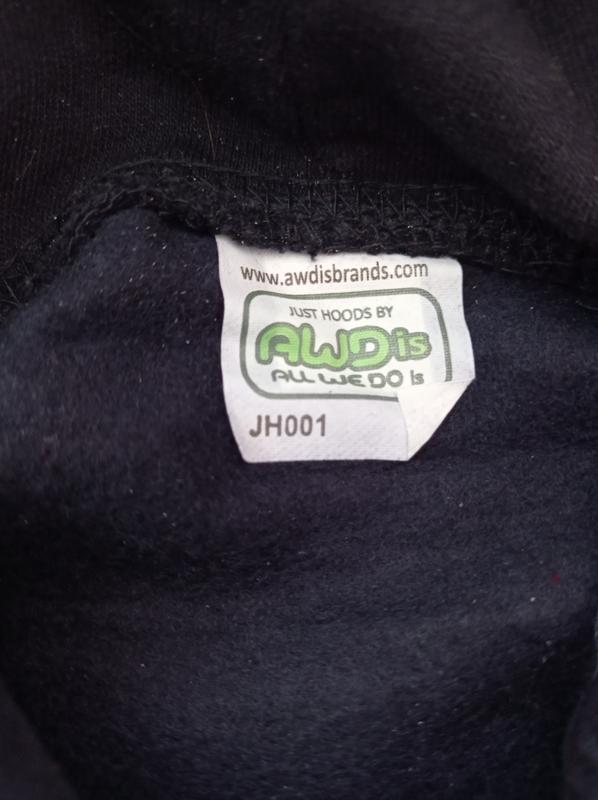 www.awdisbrands.com
JUST HOODS BY
AWDis
ALL WE DO is
JH001